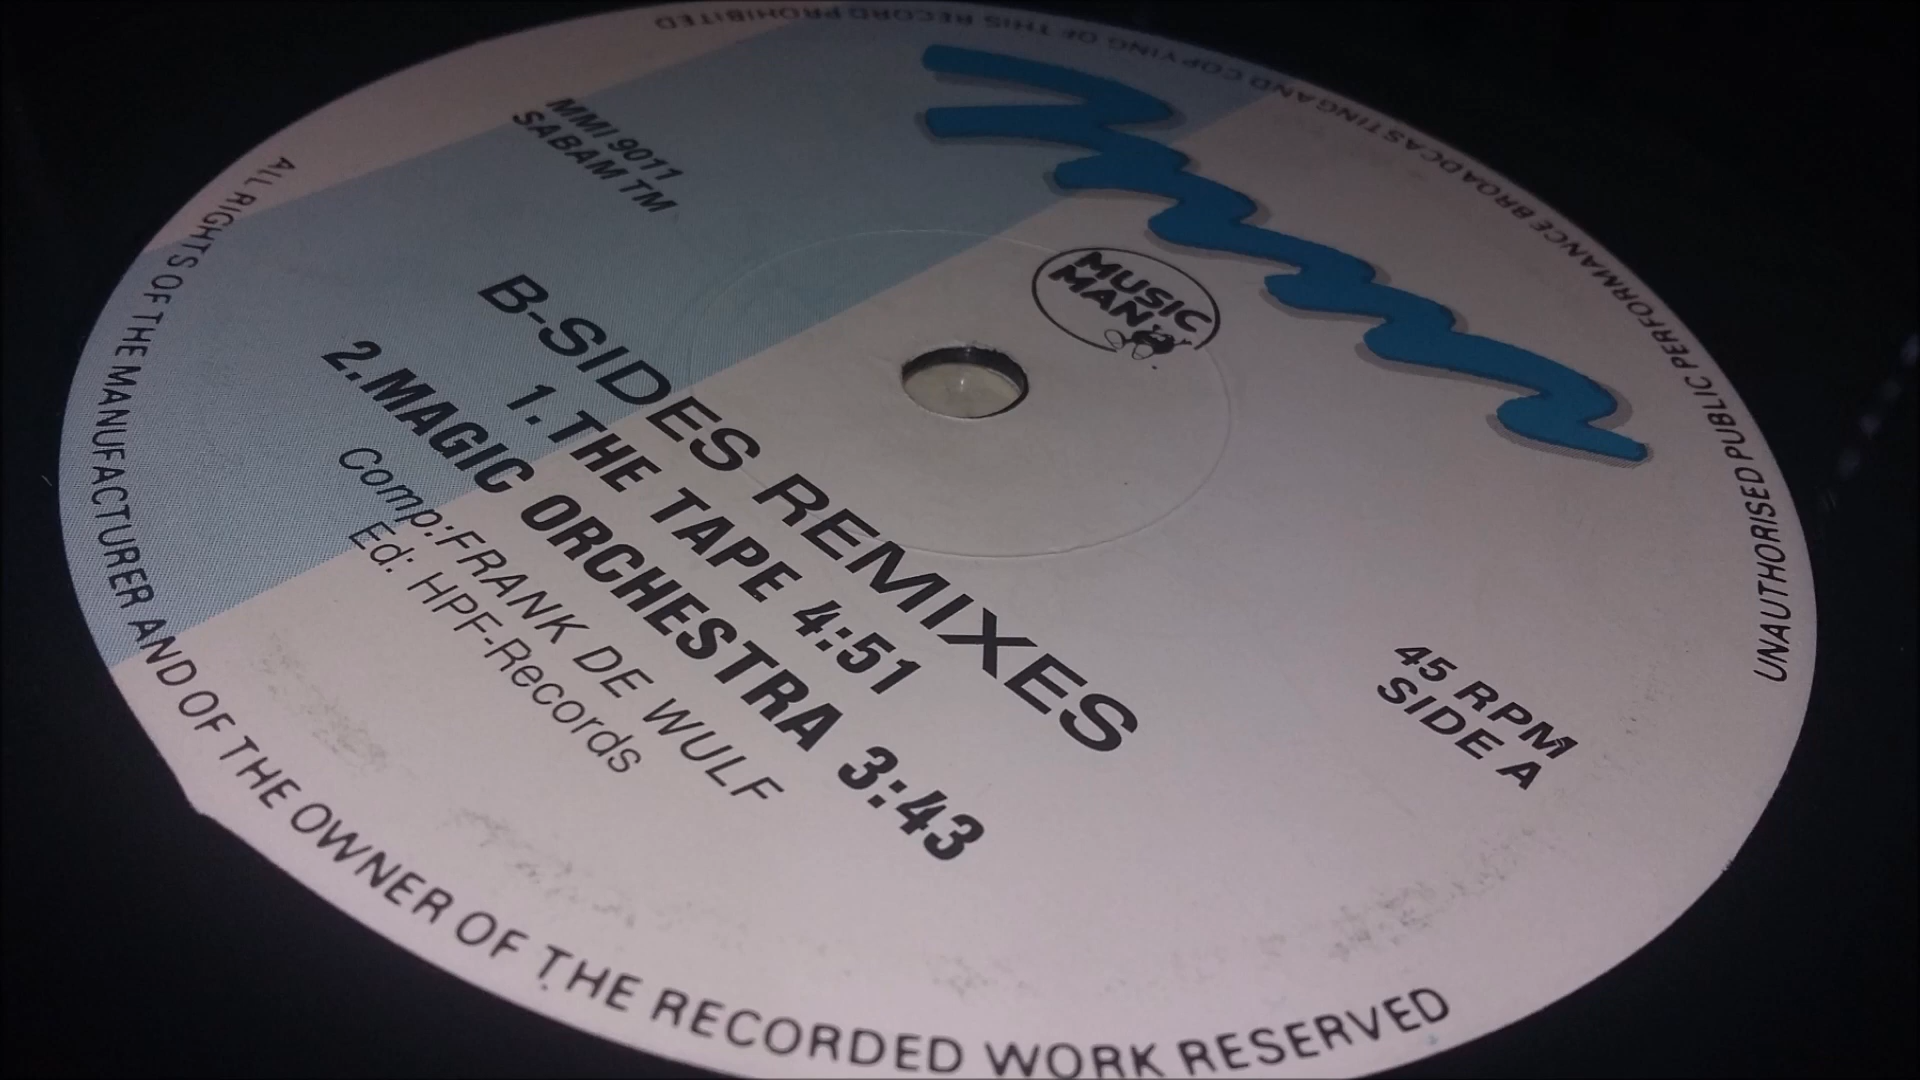 MMI 9011
SABAM TM
MUSIC
MAN
B-SIDES REMIXES
1.THE TAPE 4:51
2.MAGIC ORCHESTRA 3:43
Comp:FRANK DE WULF
Ed: HPF-Records
45 RPM
SIDE A
ALL RIGHTS OF THE MANUFACTURER AND OF THE OWNER OF THE RECORDED WORK RESERVED
UNAUTHORISED PUBLIC PERFORMANCE BROADCASTING AND COPYING OF THIS RECORD PROHIBITED